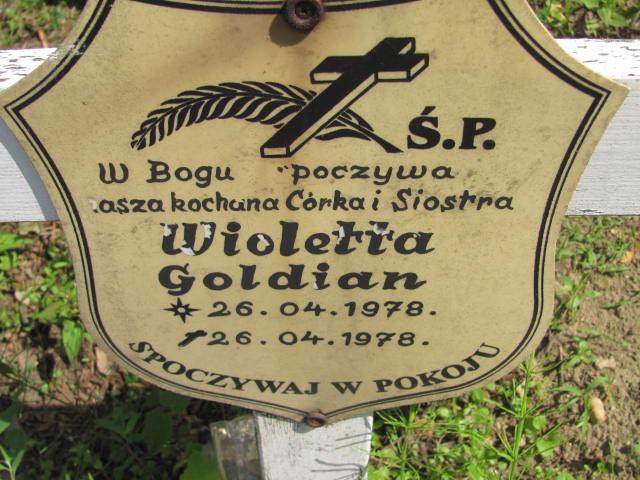 Ś.P.
W Bogu spoczywa
nasza kochana Córka i Siostra
Wioletta
Goldian
26.04.1978.
26.04.1978.
SPOCZYWAJ W POKOJU